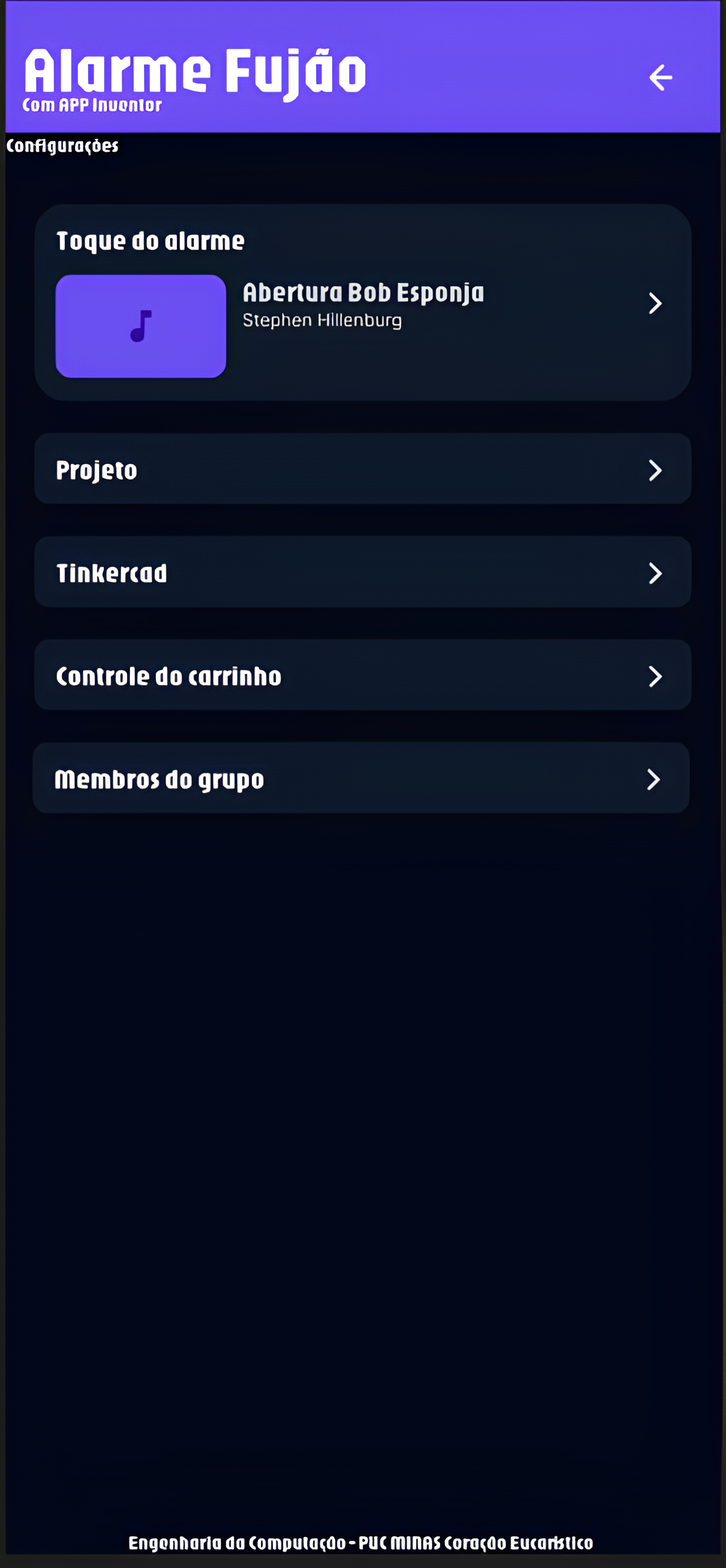 Alarme Fujão
Com APP Inventor
Configurações
Toque do alarme
Abertura Bob Esponja
Stephen Hillenburg
Projeto
Tinkercad
Controle do carrinho
Membros do grupo
Engenharia da Computação - PUC MINAS Coração Eucarístico